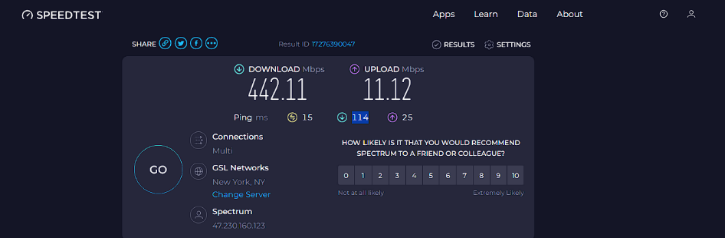 SPEEDTEST
Apps Learn Data About
SHARE Result ID 17276390047 RESULTS SETTINGS
DOWNLOAD Mbps UPLOAD Mbps
442.11 11.12
Ping ms 15 114 25
Connections
Multi
GO
GSL Networks
New York, NY
Change Server
Spectrum
47.230.160.123
HOW LIKELY IS IT THAT YOU WOULD RECOMMEND
SPECTRUM TO A FRIEND OR COLLEAGUE?
0 1 2 3 4 5 6 7 8 9 10
Not at all likely Extremely Likely